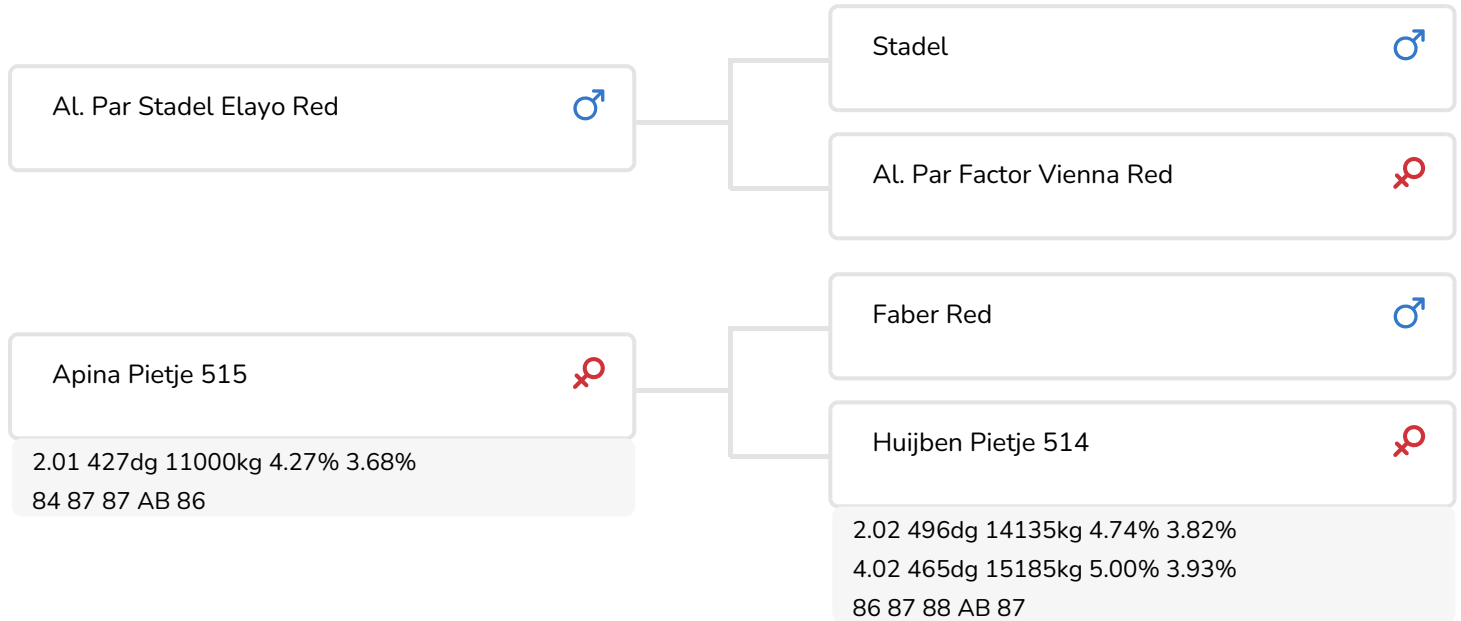 Stadel
Al. Par Stadel Elayo Red
Al. Par Factor Vienna Red
Faber Red
Apina Pietje 515
2.01 427dg 11000kg 4.27% 3.68%
84 87 87 AB 86
Huijben Pietje 514
2.02 496dg 14135kg 4.74% 3.82%
4.02 465dg 15185kg 5.00% 3.93%
86 87 88 AB 87